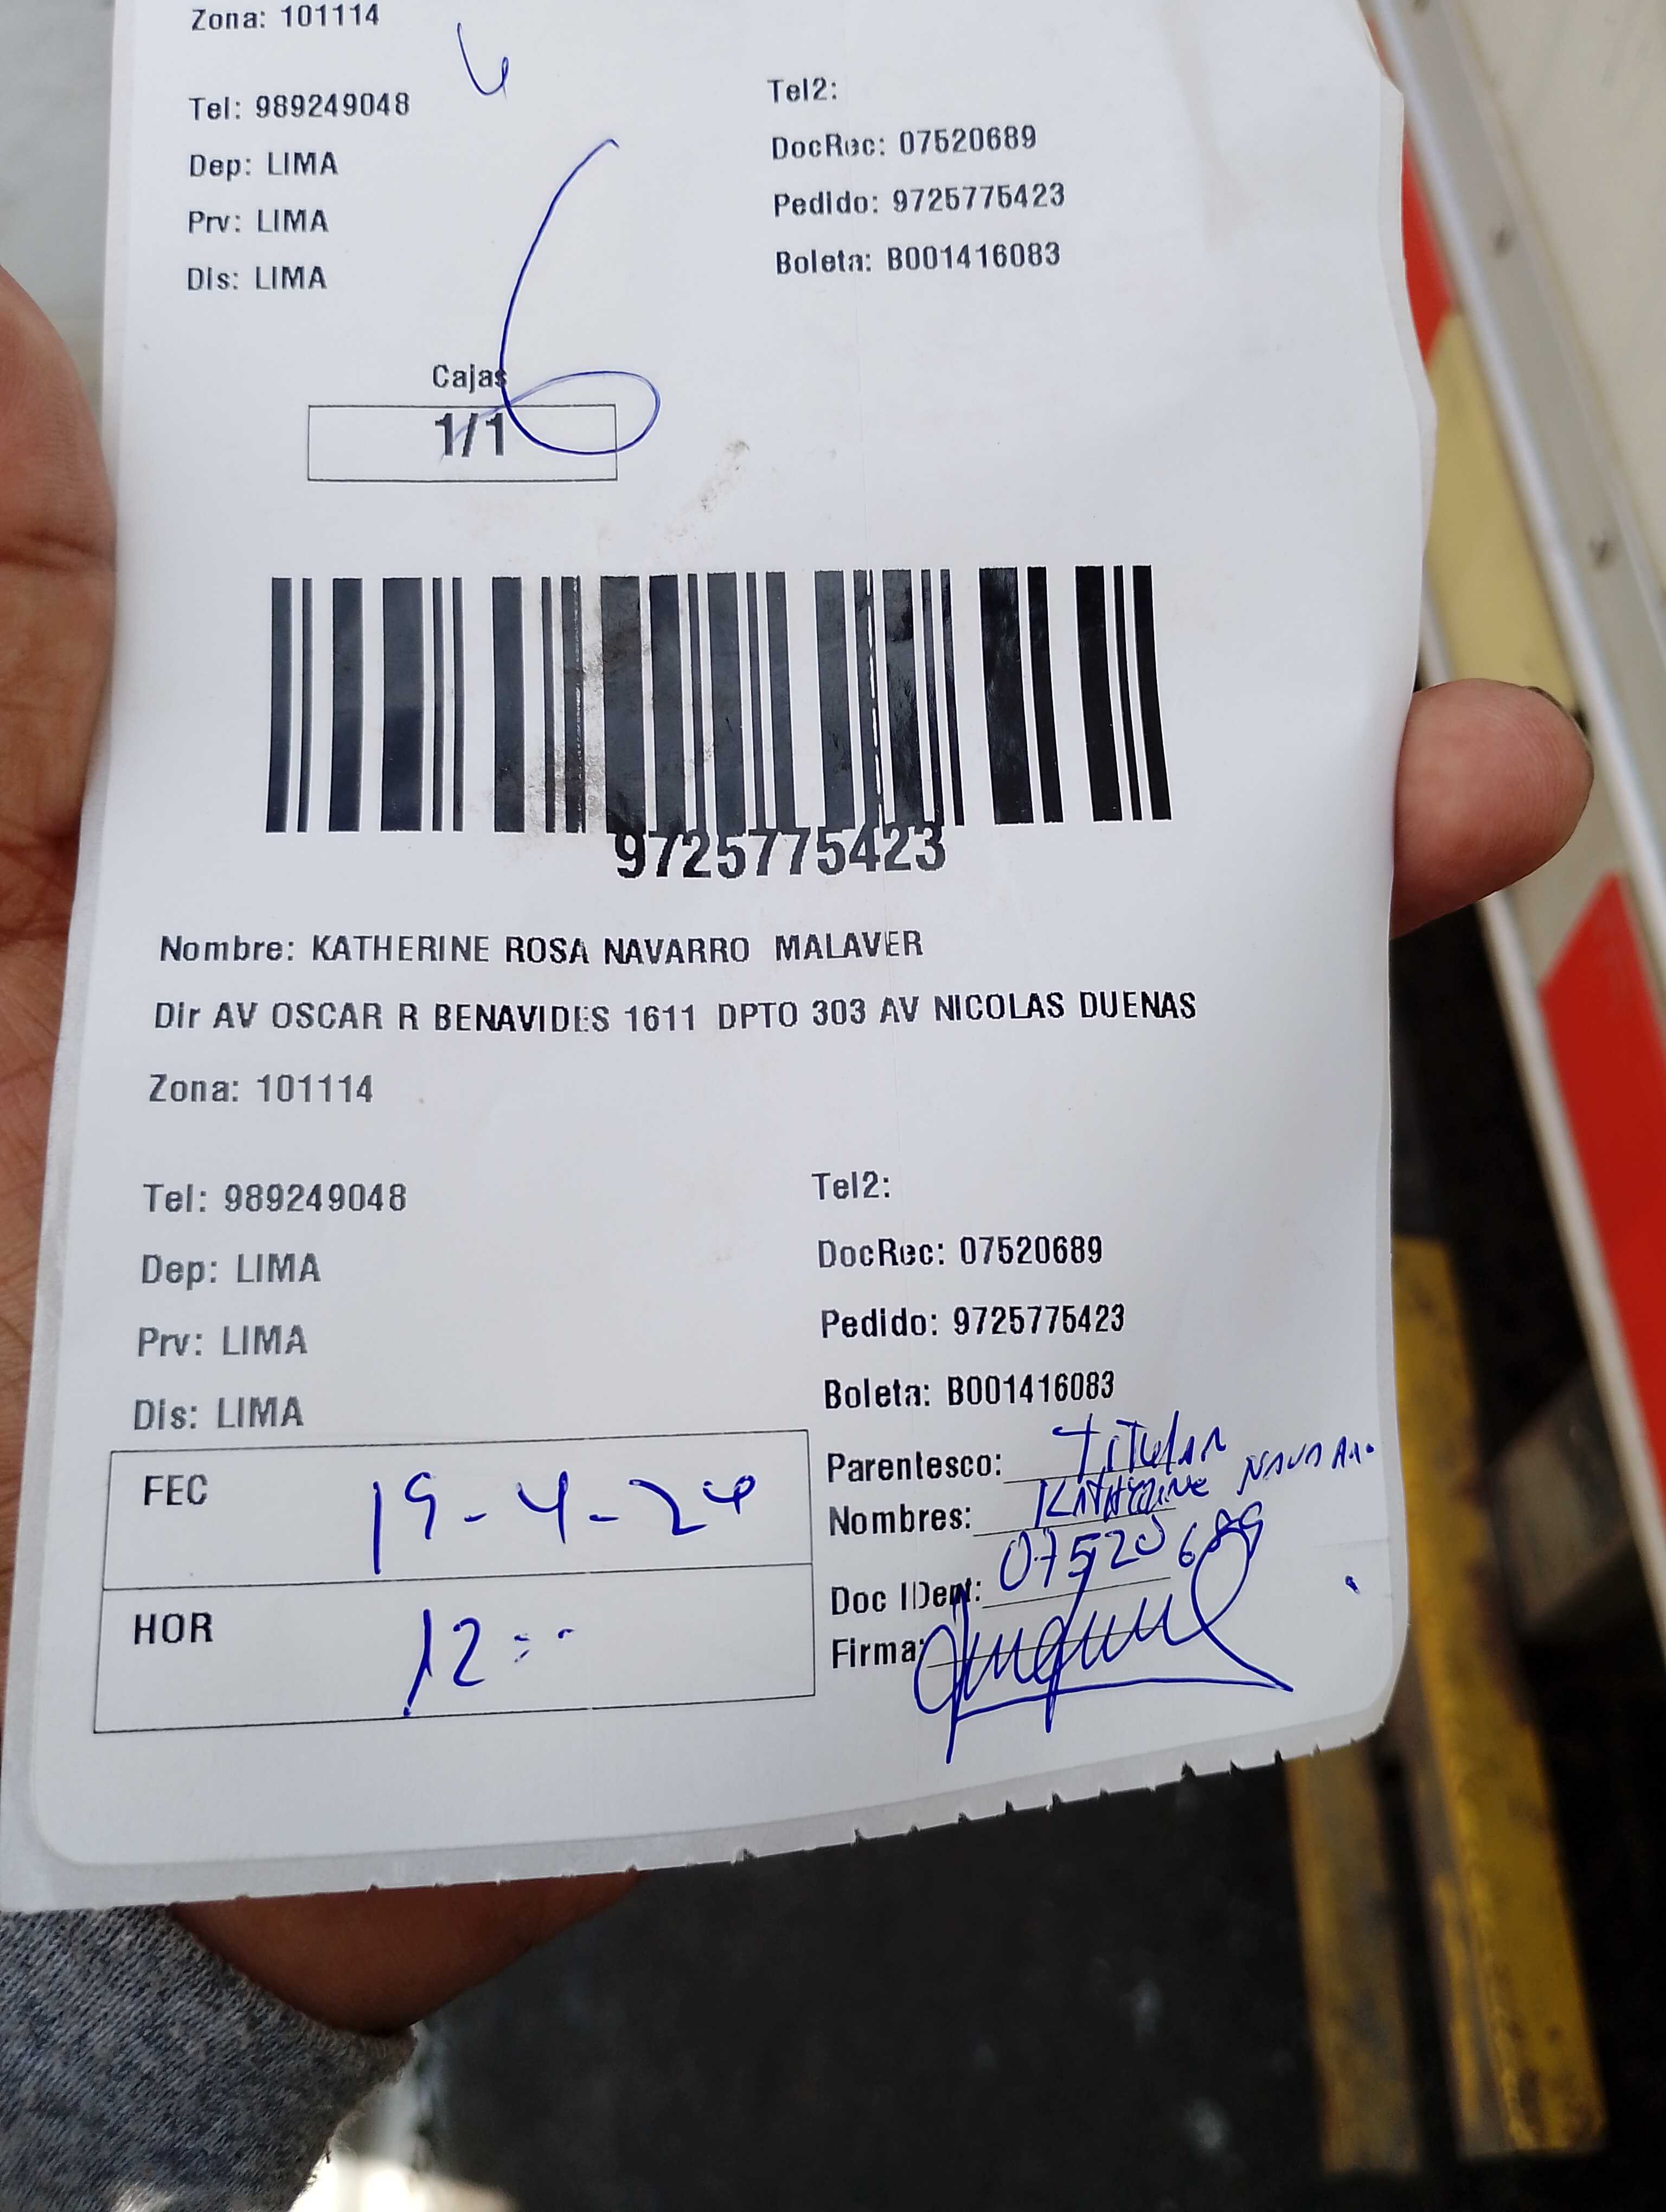 Zona: 101114
Tel: 989249048
Tel2:
Dep: LIMA
DocRec: 07520689
Prv: LIMA
Pedido: 9725775423
Dis: LIMA
Boleta: B001416083
6
Cajas
1/1
9725775423
Nombre: KATHERINE ROSA NAVARRO MALAVER
Dir AV OSCAR R BENAVIDES 1611 DPTO 303 AV NICOLAS DUENAS
Zona: 101114
Tel: 989249048
Tel2:
Dep: LIMA
DocRec: 07520689
Prv: LIMA
Pedido: 9725775423
Dis: LIMA
Boleta: B001416083
FEC 19-4-24
Parentesco: Titular
Nombres: Katherine Navarro
Doc IDent: 07520689
HOR 12:--
Firma: